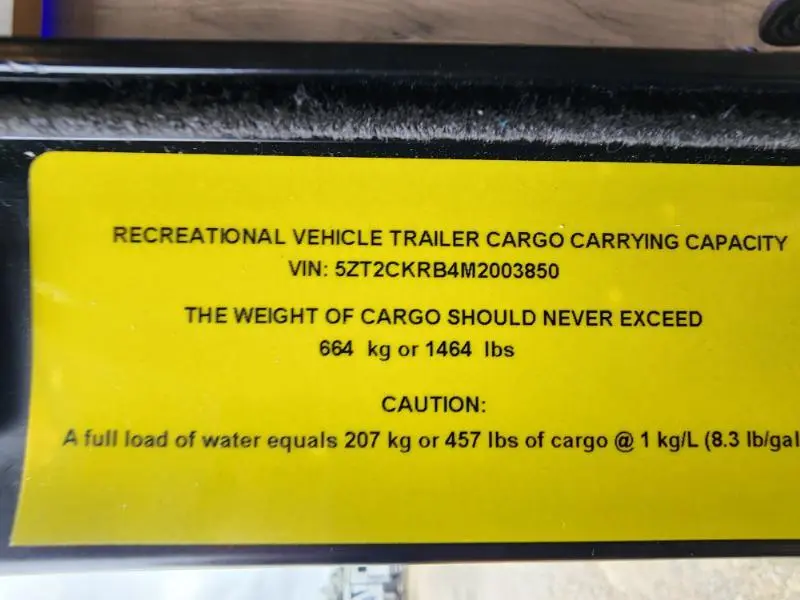 RECREATIONAL VEHICLE TRAILER CARGO CARRYING CAPACITY
VIN: 5ZT2CKRB4M2003850
THE WEIGHT OF CARGO SHOULD NEVER EXCEED
664 kg or 1464 lbs
CAUTION:
A full load of water equals 207 kg or 457 lbs of cargo @ 1 kg/L (8.3 lb/gal